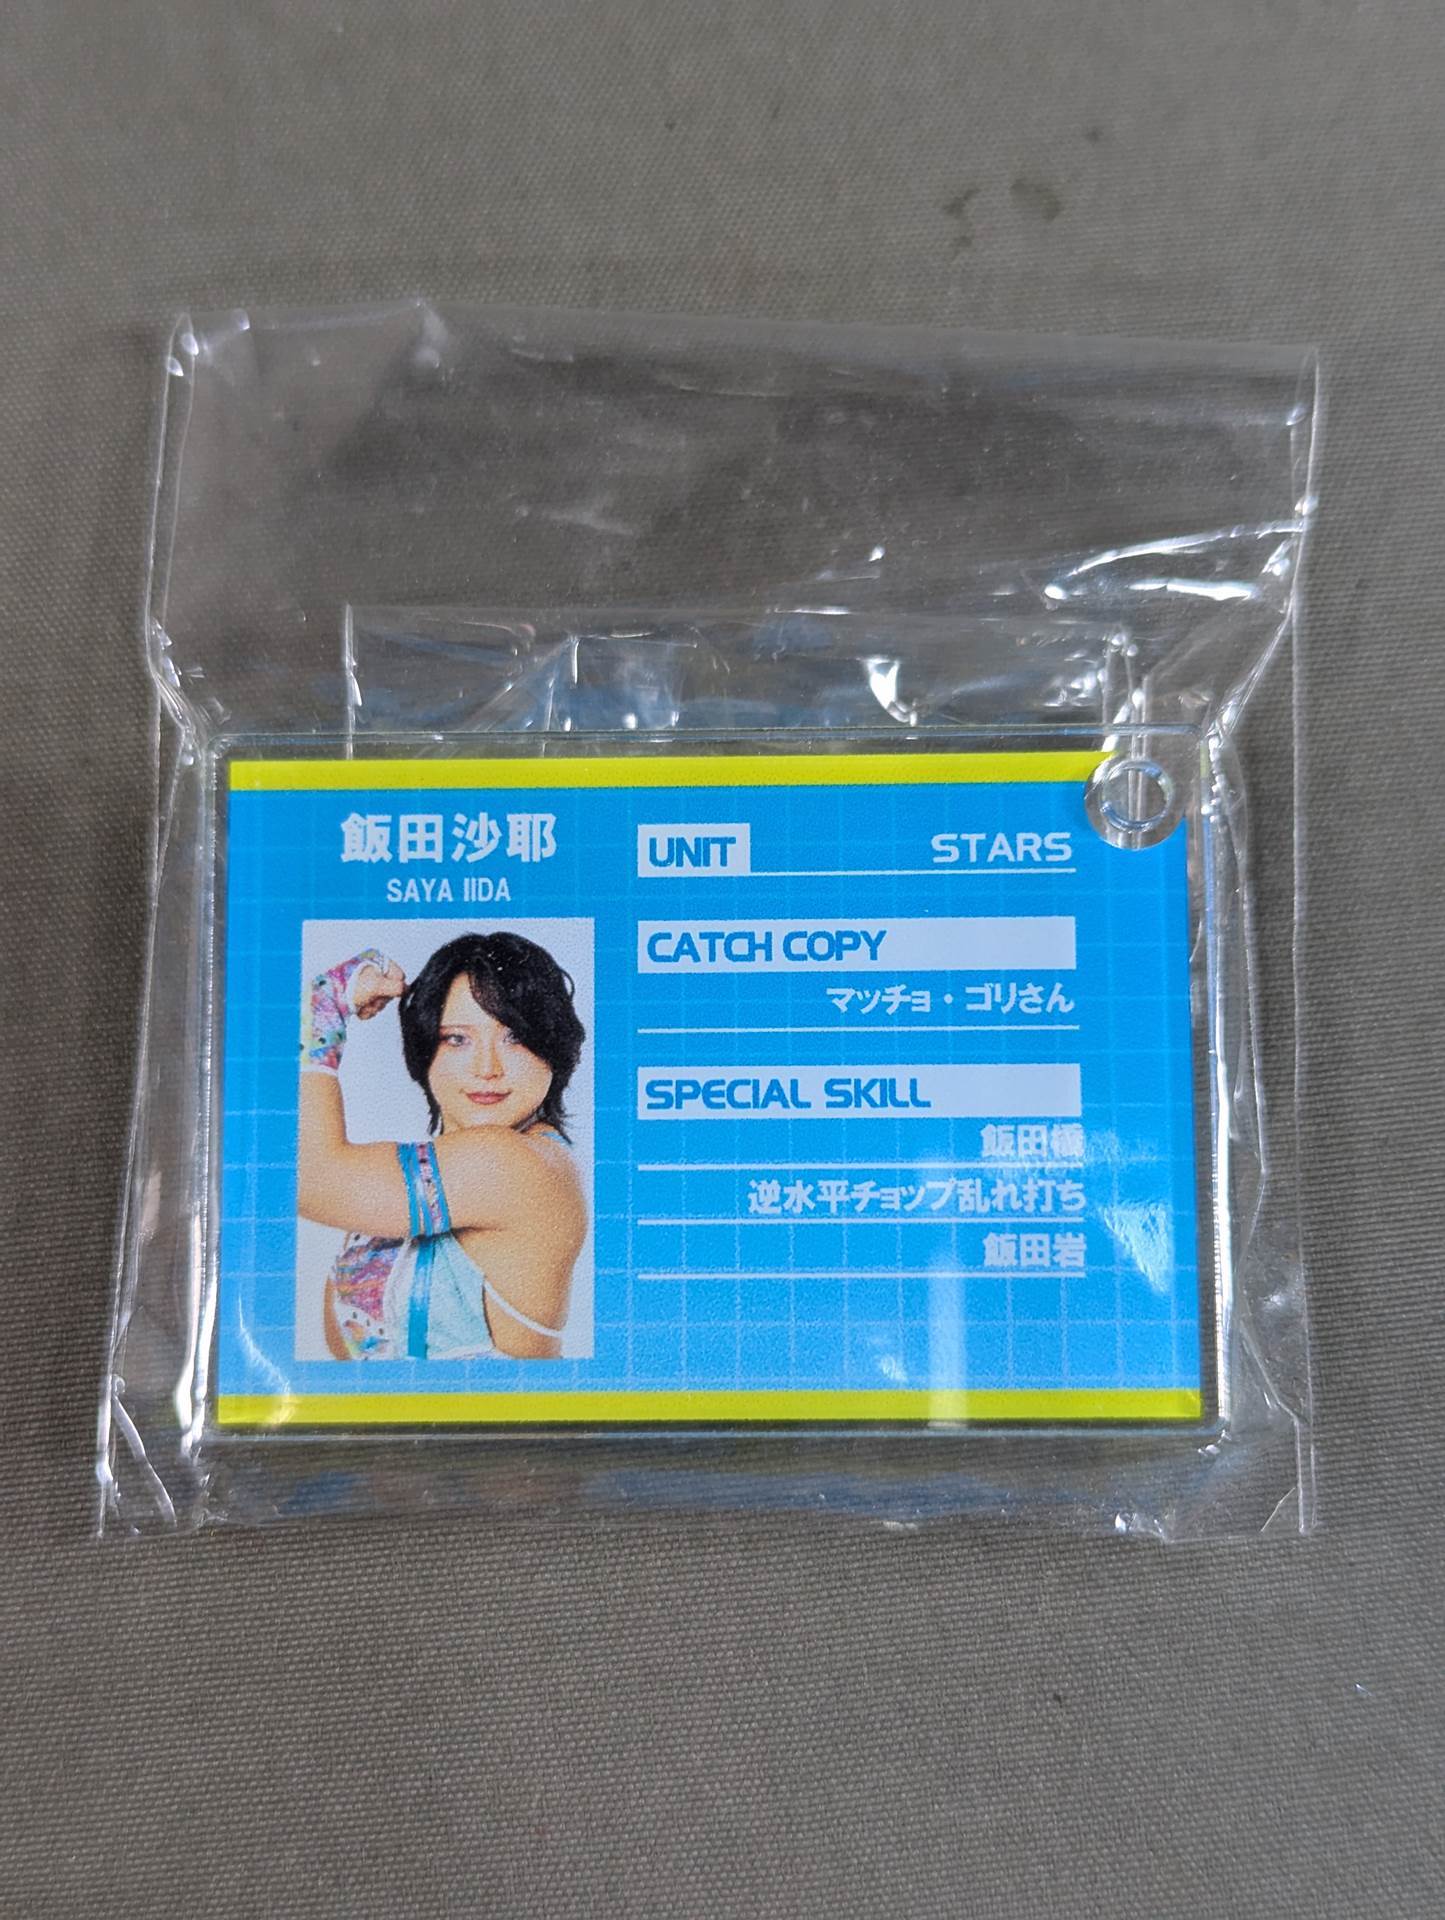 飯田沙耶
SAYA IIDA
UNIT STARS
CATCH COPY
マッチョ・ゴリさん
SPECIAL SKILL
飯田橋
逆水平チョップ乱れ打ち
飯田岩